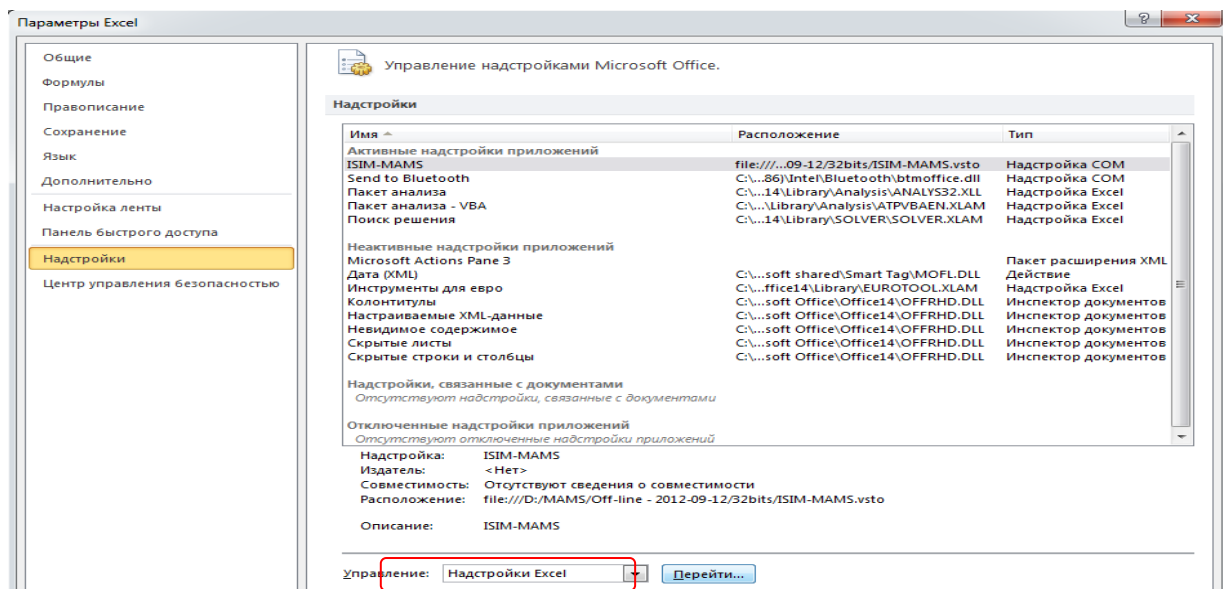 Параметры Excel
Общие
Формулы
Правописание
Сохранение
Язык
Дополнительно
Настройка ленты
Панель быстрого доступа
Надстройки
Центр управления безопасностью
Управление надстройками Microsoft Office.
Надстройки
Имя Расположение Тип
Активные надстройки приложений
ISIM-MAMS file:///...09-12/32bits/ISIM-MAMS.vsto Надстройка COM
Send to Bluetooth C:\...86)\Intel\Bluetooth\btmoffice.dll Надстройка COM
Пакет анализа C:\...14\Library\Analysis\ANALYS32.XLL Надстройка Excel
Пакет анализа - VBA C:\...\Library\Analysis\ATPVBAEN.XLAM Надстройка Excel
Поиск решения C:\...14\Library\SOLVER\SOLVER.XLAM Надстройка Excel
Неактивные надстройки приложений
Microsoft Actions Pane 3 Пакет расширения XML
Дата (XML) C:\...soft shared\Smart Tag\MOFL.DLL Действие
Инструменты для евро C:\...ffice14\Library\EUROTOOL.XLAM Надстройка Excel
Колонтитулы C:\...soft Office\Office14\OFFRHD.DLL Инспектор документов
Настраиваемые XML-данные C:\...soft Office\Office14\OFFRHD.DLL Инспектор документов
Невидимое содержимое C:\...soft Office\Office14\OFFRHD.DLL Инспектор документов
Скрытые листы C:\...soft Office\Office14\OFFRHD.DLL Инспектор документов
Скрытые строки и столбцы C:\...soft Office\Office14\OFFRHD.DLL Инспектор документов
Надстройки, связанные с документами
Отсутствуют надстройки, связанные с документами
Отключенные надстройки приложений
Отсутствуют отключенные надстройки приложений
Надстройка: ISIM-MAMS
Издатель: <Нет>
Совместимость: Отсутствуют сведения о совместимости
Расположение: file:///D:/MAMS/Off-line - 2012-09-12/32bits/ISIM-MAMS.vsto
Описание: ISIM-MAMS
Управление: Надстройки Excel Перейти...